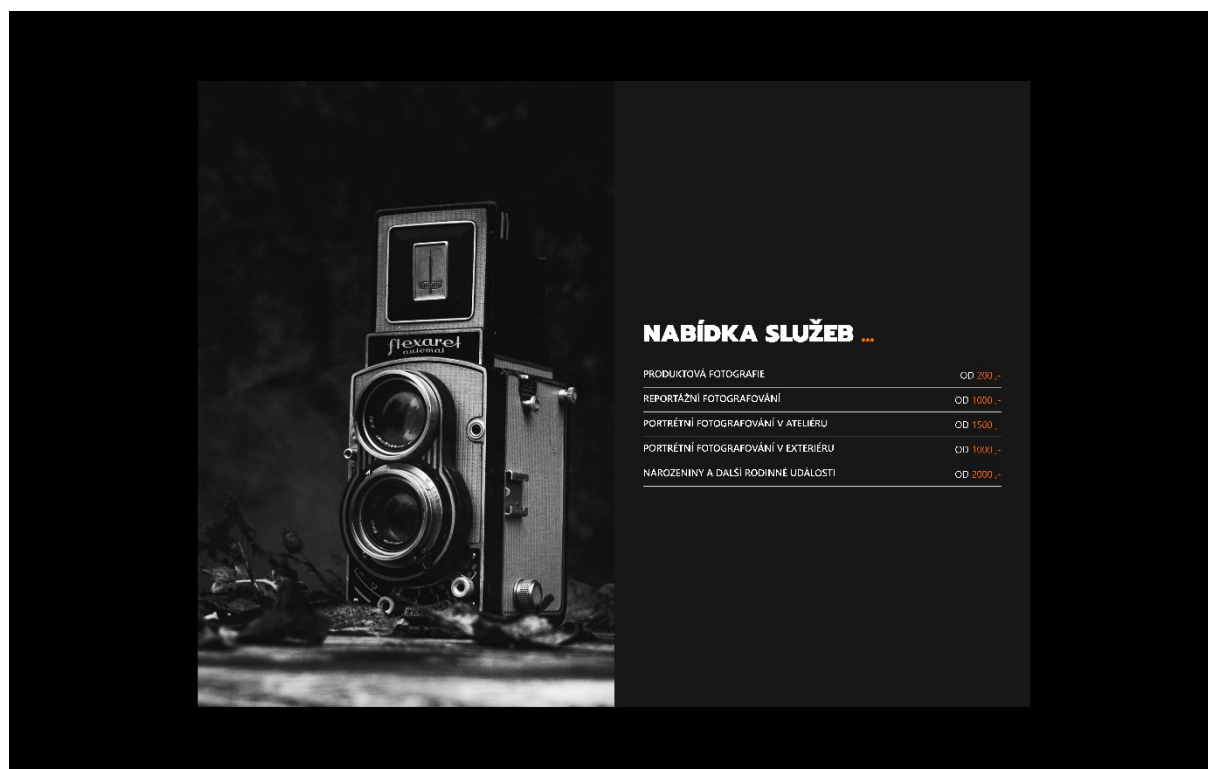 flexaret
automat
NABÍDKA SLUŽEB ...
PRODUKTOVÁ FOTOGRAFIE OD 200 ,-
REPORTÁŽNÍ FOTOGRAFOVÁNÍ OD 1000 ,-
PORTRÉTNÍ FOTOGRAFOVÁNÍ V ATELIÉRU OD 1500 ,
PORTRÉTNÍ FOTOGRAFOVÁNÍ V EXTERIÉRU OD 1000 ,-
NAROZENINY A DALŠÍ RODINNÉ UDÁLOSTI OD 2000 ,-